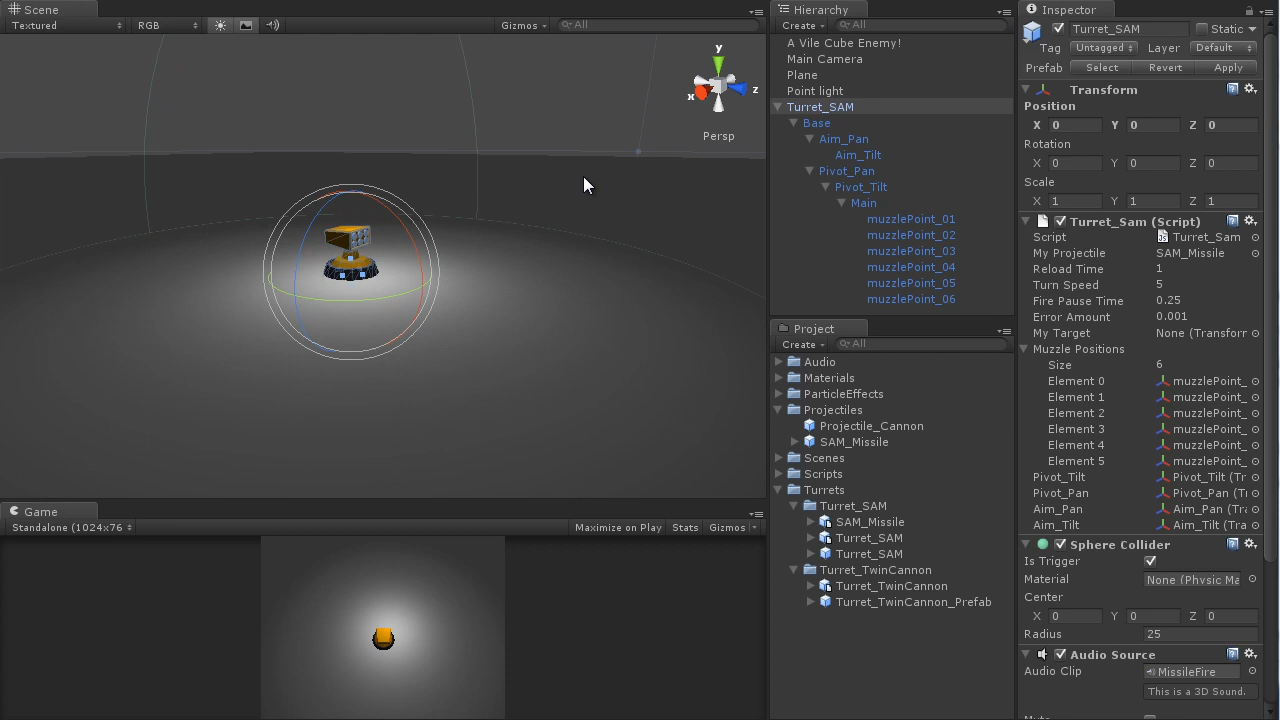 Scene
Textured RGB Gizmos All
y
x z
Persp
Game
Standalone (1024x76 Maximize on Play Stats Gizmos
Hierarchy
Create All
A Vile Cube Enemy!
Main Camera
Plane
Point light
Turret_SAM
Base
Aim_Pan
Aim_Tilt
Pivot_Pan
Pivot_Tilt
Main
muzzlePoint_01
muzzlePoint_02
muzzlePoint_03
muzzlePoint_04
muzzlePoint_05
muzzlePoint_06
Project
Create All
Audio
Materials
ParticleEffects
Projectiles
Projectile_Cannon
SAM_Missile
Scenes
Scripts
Turrets
Turret_SAM
SAM_Missile
Turret_SAM
Turret_SAM
Turret_TwinCannon
Turret_TwinCannon
Turret_TwinCannon_Prefab
Inspector
Turret_SAM Static
Tag Untagged Layer Default
Prefab Select Revert Apply
Transform
Position
X 0 Y 0 Z 0
Rotation
X 0 Y 0 Z 0
Scale
X 1 Y 1 Z 1
Turret_Sam (Script)
Script Turret_Sam
My Projectile SAM_Missile
Reload Time 1
Turn Speed 5
Fire Pause Time 0.25
Error Amount 0.001
My Target None (Transforr
Muzzle Positions
Size 6
Element 0 muzzlePoint_
Element 1 muzzlePoint_
Element 2 muzzlePoint_
Element 3 muzzlePoint_
Element 4 muzzlePoint_
Element 5 muzzlePoint_
Pivot_Tilt Pivot_Tilt (Tr
Pivot_Pan Pivot_Pan (Tr
Aim_Pan Aim_Pan (Tra
Aim_Tilt Aim_Tilt (Tra
Sphere Collider
Is Trigger
Material None (Physic Ma
Center
X 0 Y 0 Z 0
Radius 25
Audio Source
Audio Clip MissileFire
This is a 3D Sound.